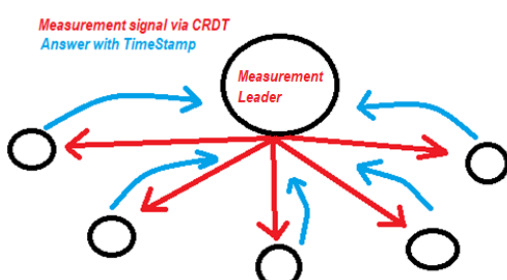 Measurement signal via CRDT
Answer with TimeStamp
Measurement
Leader